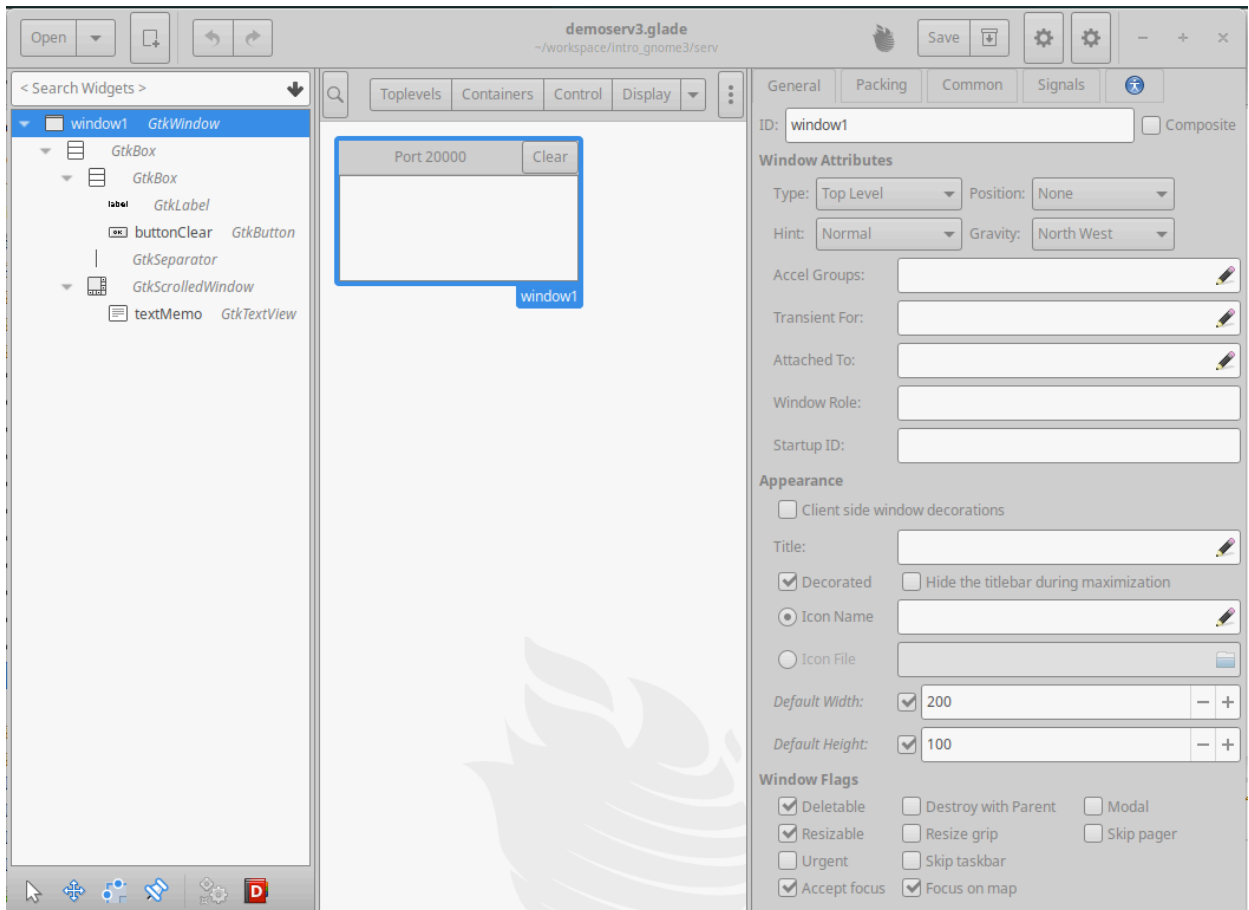 Open
demoserv3.glade
~/workspace/intro_gnome3/serv
Save
< Search Widgets >
window1 GtkWindow
GtkBox
GtkBox
label GtkLabel
OK buttonClear GtkButton
GtkSeparator
GtkScrolledWindow
textMemo GtkTextView
D
Toplevels Containers Control Display
Port 20000 Clear
window1
General Packing Common Signals
ID: window1 Composite
Window Attributes
Type: Top Level Position: None
Hint: Normal Gravity: North West
Accel Groups:
Transient For:
Attached To:
Window Role:
Startup ID:
Appearance
Client side window decorations
Title:
Decorated Hide the titlebar during maximization
Icon Name
Icon File
Default Width: 200
Default Height: 100
Window Flags
Deletable Destroy with Parent Modal
Resizable Resize grip Skip pager
Urgent Skip taskbar
Accept focus Focus on map